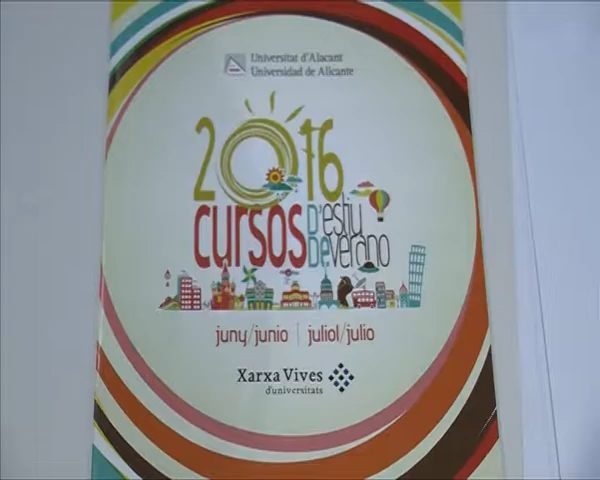 Universitat d'Alacant
Universidad de Alicante
2016
CURSOS D'estiu
De verano
juny/junio | juliol/julio
Xarxa Vives
d'universitats